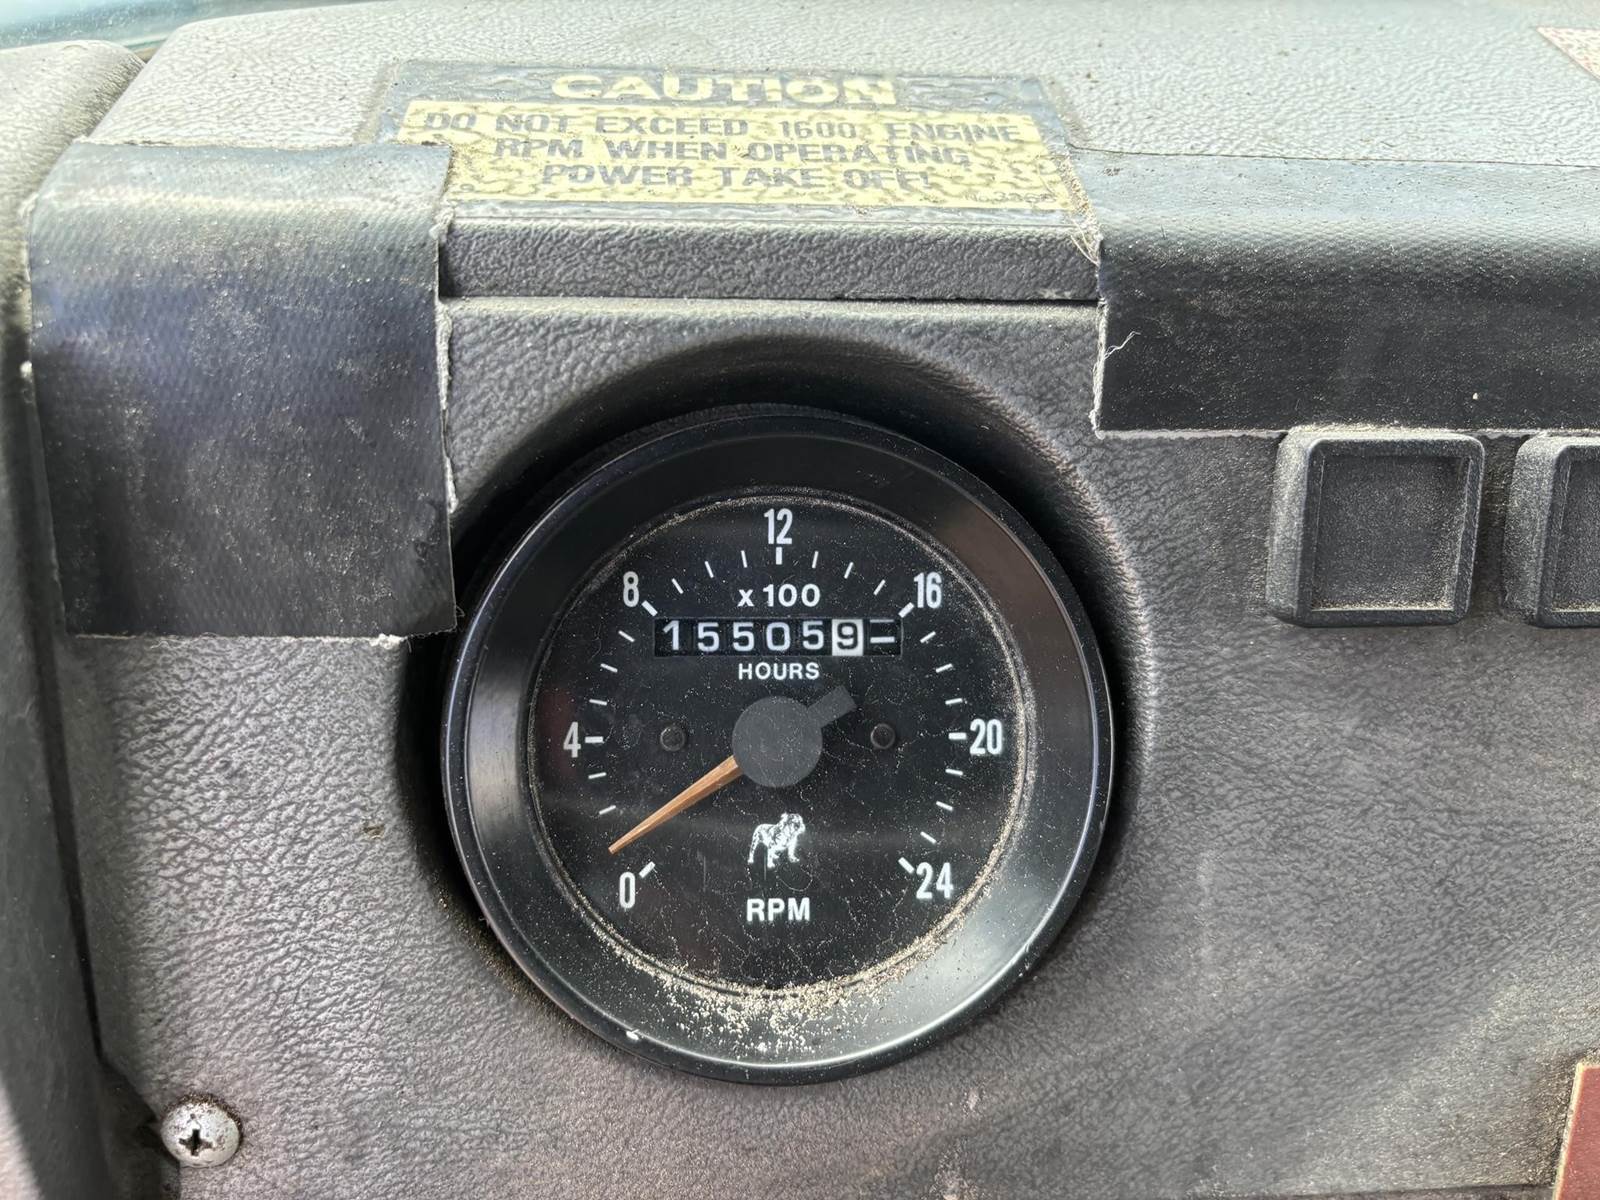 CAUTION
DO NOT EXCEED 1600 ENGINE
RPM WHEN OPERATING
POWER TAKE OFF!
12
8
16
x 100
155059
HOURS
4
20
0
24
RPM